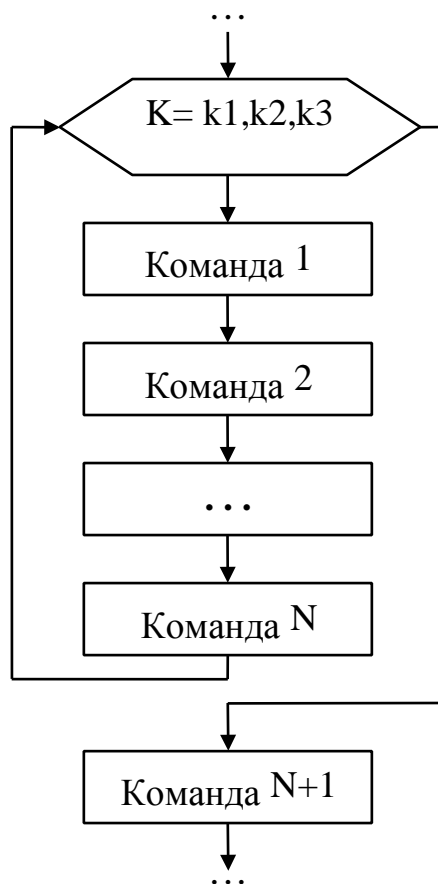 ...
K= k1,k2,k3
Команда 1
Команда 2
...
Команда N
Команда N+1
...